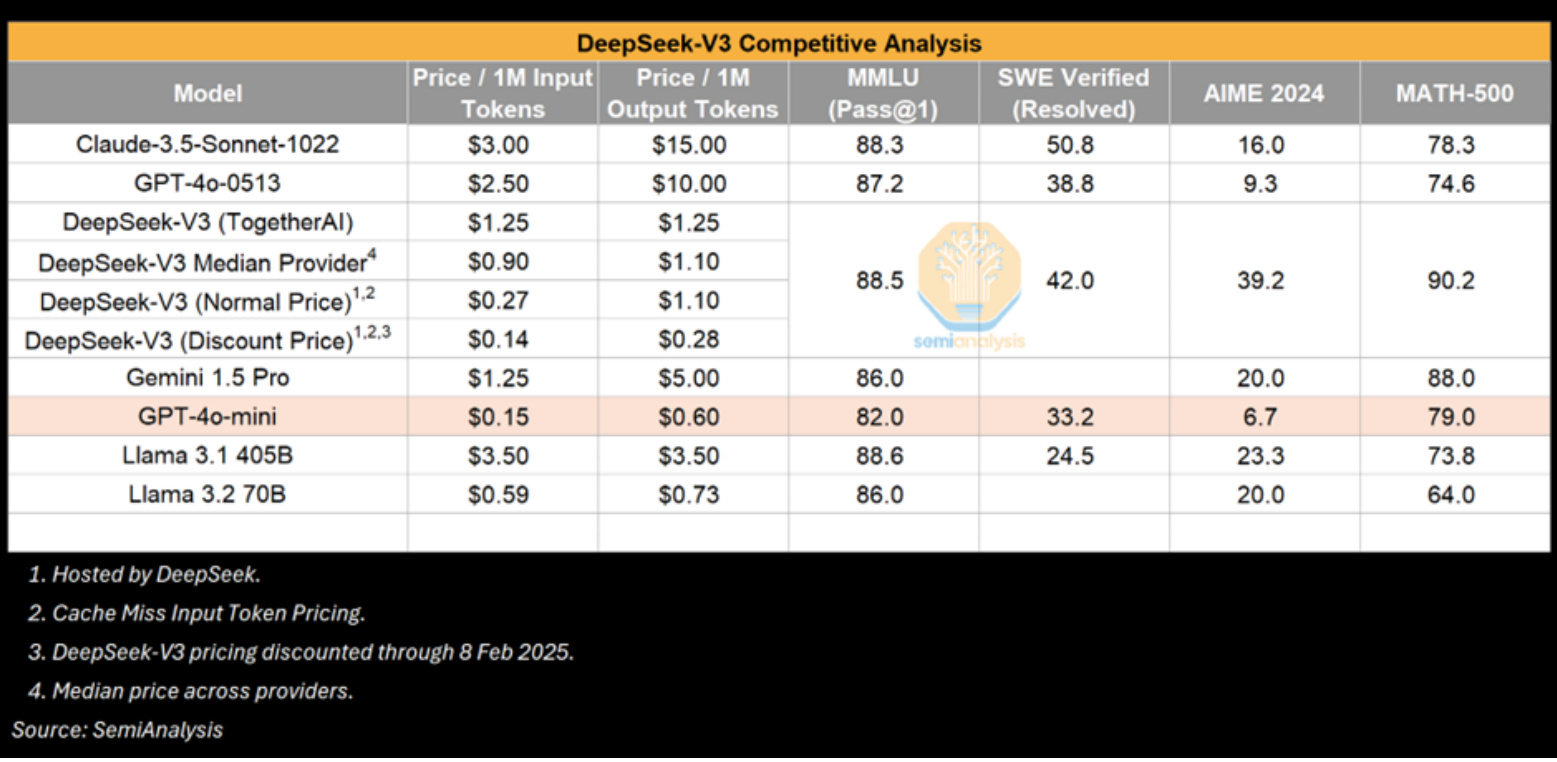 DeepSeek-V3 Competitive Analysis
Model Price / 1M Input Tokens Price / 1M Output Tokens MMLU (Pass@1) SWE Verified (Resolved) AIME 2024 MATH-500
Claude-3.5-Sonnet-1022 $3.00 $15.00 88.3 50.8 16.0 78.3
GPT-4o-0513 $2.50 $10.00 87.2 38.8 9.3 74.6
DeepSeek-V3 (TogetherAI) $1.25 $1.25
DeepSeek-V3 Median Provider4 $0.90 $1.10
88.5 42.0 39.2 90.2
DeepSeek-V3 (Normal Price)1,2 $0.27 $1.10
DeepSeek-V3 (Discount Price)1,2,3 $0.14 $0.28
semianalysis
Gemini 1.5 Pro $1.25 $5.00 86.0 20.0 88.0
GPT-4o-mini $0.15 $0.60 82.0 33.2 6.7 79.0
Llama 3.1 405B $3.50 $3.50 88.6 24.5 23.3 73.8
Llama 3.2 70B $0.59 $0.73 86.0 20.0 64.0
1. Hosted by DeepSeek.
2. Cache Miss Input Token Pricing.
3. DeepSeek-V3 pricing discounted through 8 Feb 2025.
4. Median price across providers.
Source: SemiAnalysis